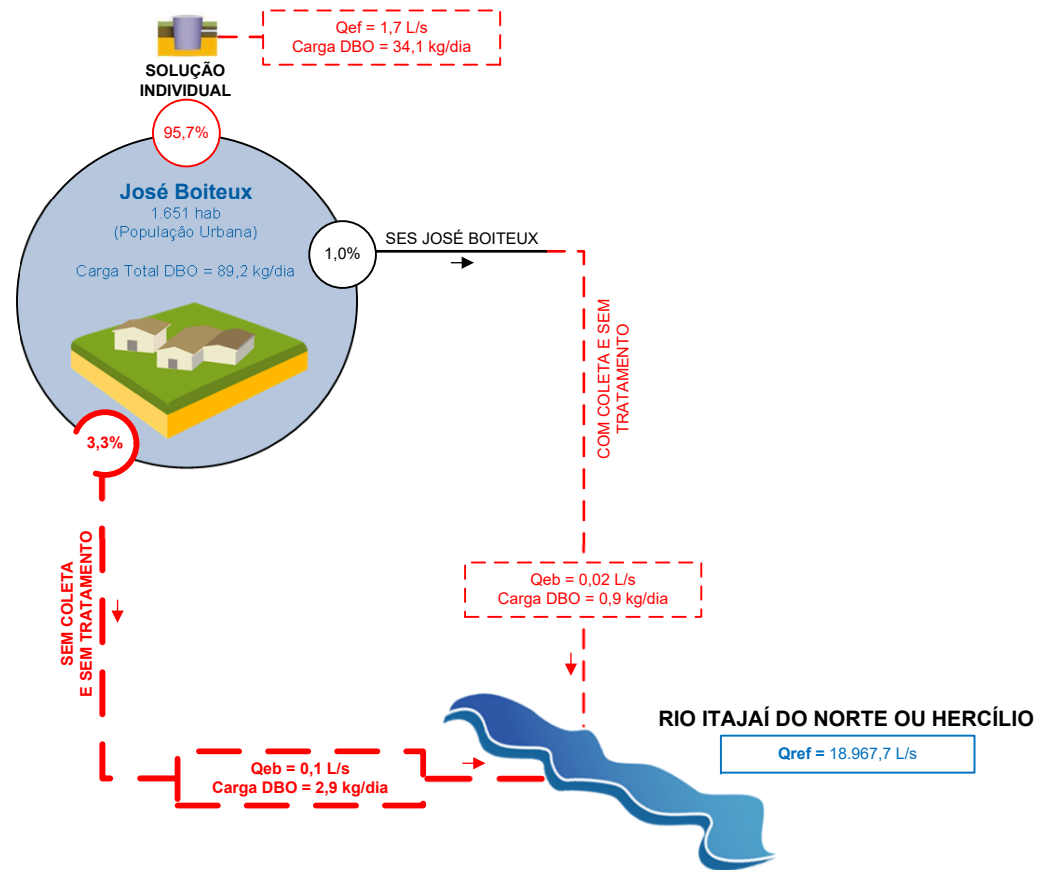 Qef = 1,7 L/s
Carga DBO = 34,1 kg/dia
SOLUÇÃO
INDIVIDUAL
95,7%
José Boiteux
1.651 hab
(População Urbana)
Carga Total DBO = 89,2 kg/dia
1,0%
SES JOSÉ BOITEUX
COM COLETA E SEM
TRATAMENTO
3,3%
SEM COLETA
E SEM TRATAMENTO
Qeb = 0,02 L/s
Carga DBO = 0,9 kg/dia
RIO ITAJAÍ DO NORTE OU HERCÍLIO
Qref = 18.967,7 L/s
Qeb = 0,1 L/s
Carga DBO = 2,9 kg/dia